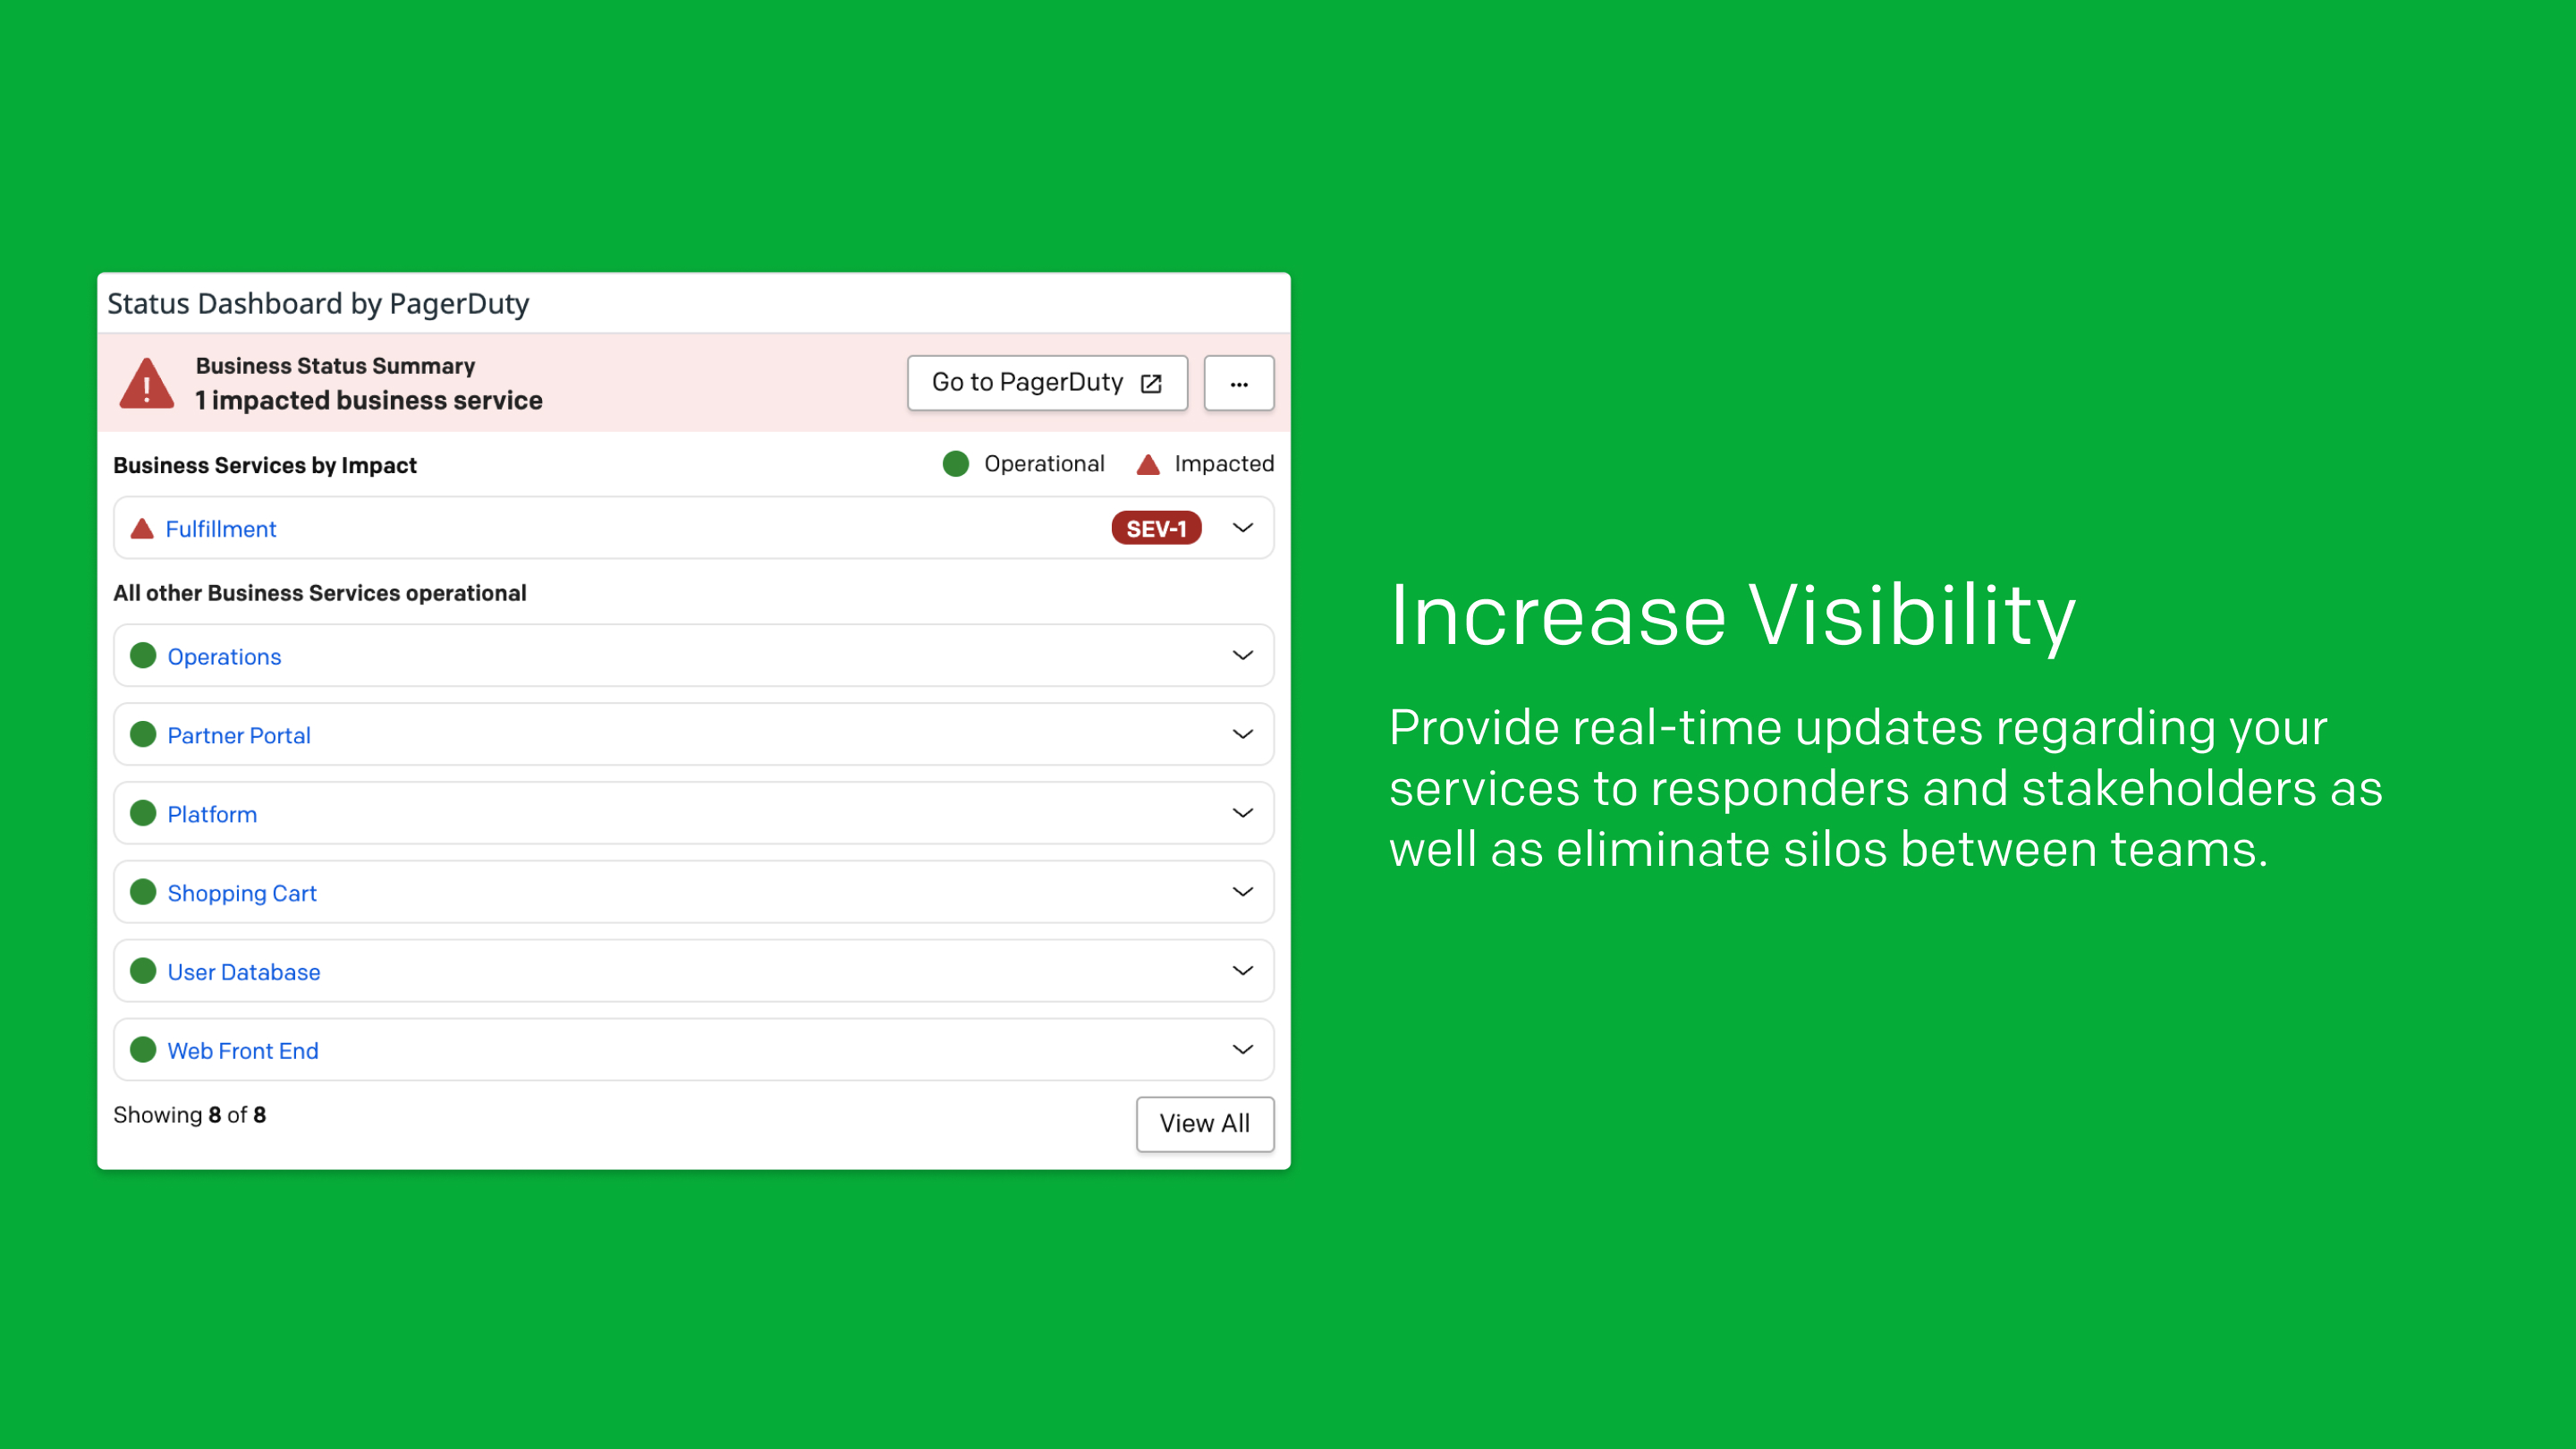 Status Dashboard by PagerDuty
Business Status Summary
1 impacted business service
Go to PagerDuty
...
Business Services by Impact
Operational
Impacted
Fulfillment
SEV-1
All other Business Services operational
Operations
Partner Portal
Platform
Shopping Cart
User Database
Web Front End
Showing 8 of 8
View All
Increase Visibility
Provide real-time updates regarding your
services to responders and stakeholders as
well as eliminate silos between teams.